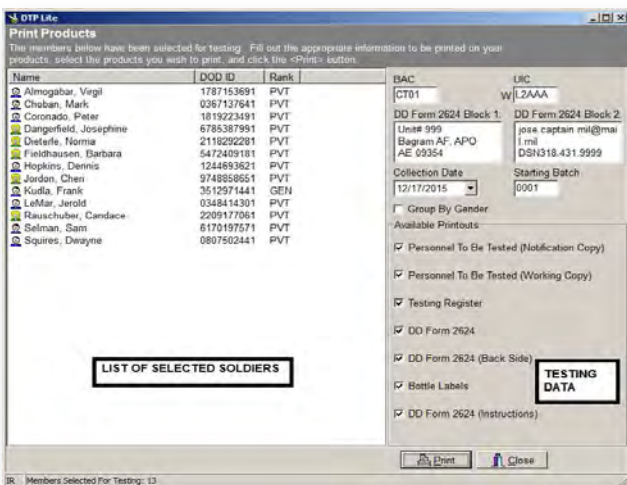 DTP Lite
Print Products
The members below have been selected for testing. Fill out the appropriate information to be printed on your
products, select the products you wish to print, and click the <Print> button.
Name DOD ID Rank
Almogabar, Virgil 1787153691 PVT
Choban, Mark 0367137641 PVT
Coronado, Peter 1819223491 PVT
Dangerfield, Josephine 6785387991 PVT
Dieterle, Norma 2118292281 PVT
Fieldhausen, Barbara 5472409181 PVT
Hopkins, Dennis 1244693621 PVT
Jordon, Cheri 9748858651 PVT
Kudla, Frank 3512971441 GEN
LeMar, Jerold 0348414301 PVT
Rauschuber, Candace 2209177061 PVT
Selman, Sam 6170197571 PVT
Squires, Dwayne 0807502441 PVT
LIST OF SELECTED SOLDIERS
BAC UIC
CT01 W L2AAA
DD Form 2624 Block 1. DD Form 2624 Block 2
Unit# 999
Bagram AF, APO
AE 09354
jose.captain mil@mai
l.mil
DSN318.431.9999
Collection Date Starting Batch
12/17/2015 0001
Group By Gender
Available Printouts
Personnel To Be Tested (Notification Copy)
Personnel To Be Tested (Working Copy)
Testing Register
DD Form 2624
DD Form 2624 (Back Side)
TESTING
DATA
Bottle Labels
DD Form 2624 (Instructions)
Print Close
IR Members Selected For Testing: 13